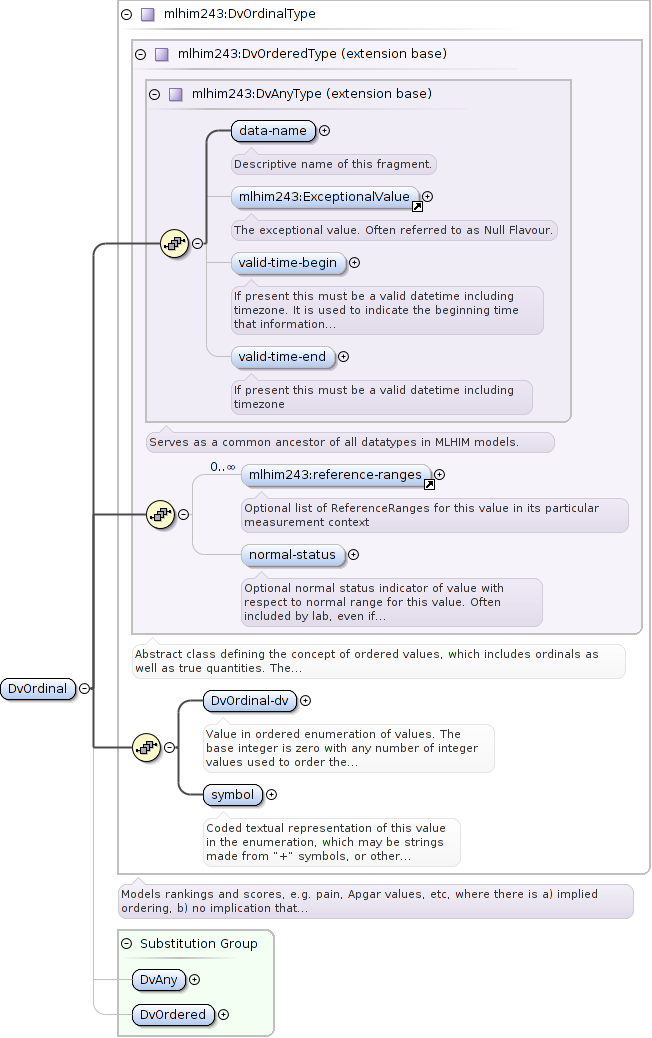 mlhim243:DvOrdinalType
mlhim243:DvOrderedType (extension base)
mlhim243:DvAnyType (extension base)
data-name
Descriptive name of this fragment.
mlhim243:ExceptionalValue
The exceptional value. Often referred to as Null Flavour.
valid-time-begin
If present this must be a valid datetime including
timezone. It is used to indicate the beginning time
that information...
valid-time-end
If present this must be a valid datetime including
timezone
Serves as a common ancestor of all datatypes in MLHIM models.
0..∞
mlhim243:reference-ranges
Optional list of ReferenceRanges for this value in its particular
measurement context
normal-status
Optional normal status indicator of value with
respect to normal range for this value. Often
included by lab, even if...
Abstract class defining the concept of ordered values, which includes ordinals as
well as true quantities. The...
DvOrdinal
DvOrdinal-dv
Value in ordered enumeration of values. The
base integer is zero with any number of integer
values used to order the...
symbol
Coded textual representation of this value
in the enumeration, which may be strings
made from "+" symbols, or other...
Models rankings and scores, e.g. pain, Apgar values, etc, where there is a) implied
ordering, b) no implication that...
Substitution Group
DvAny
DvOrdered